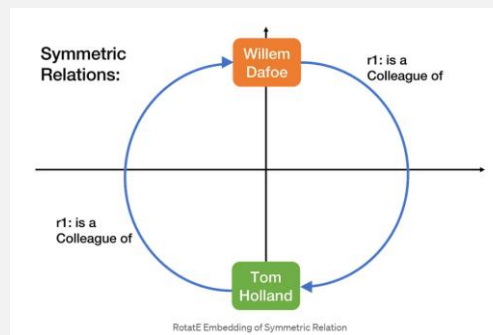 Symmetric
Relations:
Willem
Dafoe
r1: is a
Colleague of
r1: is a
Colleague of
Tom
Holland
RotatE Embedding of Symmetric Relation